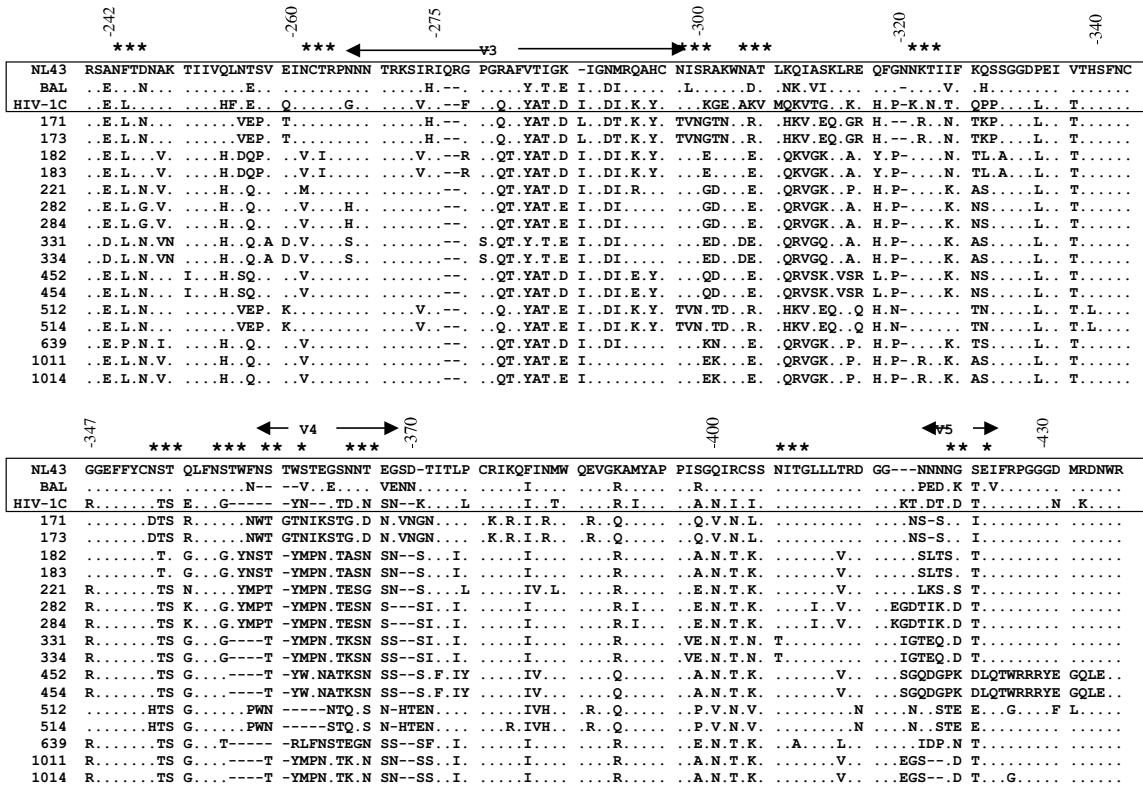 -242 -260 -275 -300 -320 -340
*** *** V3 *** *** ***
NL43 RSANFTDNAK TIIVQLNTSV EINCTRPNNN TRKSIRIQRG PGRAFVTIGK -IGNMRQAHC NISRAKWNAT LKQIASKLRE QFGNNKTIIF KQSSGGDPEI VTHSFNC
BAL ..E...N... ......E... .......... .....H.... .....Y.T.E I..DI..... .L......D. .NK.VI.... .......V. ..H....... .......
HIV-1C ..E.L..... ....HF.E.. Q.....G... .......V..F ...Q.YAT.D I..DI.K.Y. ...KGE.AKV MQKVTG..K. H.P-K.N.T. QPP....L.. T......
171 ..E.L.N... .....VEP.. T......... .....H..--. ...Q..YAT.D L..DT.K.Y. TVNGTN..R. .HKV.EQ.GR H...--R..N. TKP....L.. T......
173 ..E.L.N... .....VEP.. T......... .....H..--. ...Q..YAT.D L..DT.K.Y. TVNGTN..R. .HKV.EQ.GR H...--R..N. TKP....L.. T......
182 ..E.L...V. ....H.DQP. ..V.I..... ....V...--R ..QT.YAT.D I..DI.K.Y. ...E....E. .QKVGK..A. Y.P-....N. TL.A...L.. T......
183 ..E.L...V. ....H.DQP. ..V.I..... ....V...--R ..QT.YAT.D I..DI.K.Y. ...E....E. .QKVGK..A. Y.P-....N. TL.A...L.. T......
221 ..E.L.N.V. ....H..Q.. ..M....... .......--. ..QT.YAT.D I..DI.R... ...GD...E. .QRVGK..P. H.P-....K. AS.....L.. T......
282 ..E.L.G.V. ....H..Q.. ..V....H.. .......--. ..QT.YAT.D I..DI..... ...GD...E. .QRVGK..P. H.P-....K. NS.....L.. T......
284 ..E.L.G.V. ....H..Q.. ..V....H.. .......--. ..QT.YAT.D I..DI..... ...GD...E. .QRVGK..P. H.P-....K. NS.....L.. T......
331 ..D.L.N.VN ....H..Q.A D.V....S.. .......--. S.QT.Y.T.E I..DI..... ...ED..DE. .QRVGQ..A. H.P-....K. AS.....L.. T......
334 ..D.L.N.VN ....H..Q.A D.V....S.. .......--. S.QT.Y.T.E I..DI..... ...ED..DE. .QRVGQ..A. H.P-....K. AS.....L.. T......
452 ..E.L.N... I...H.SQ.. ..V....... .......--. ..QT.YAT.D I..DI.E.Y. ...QD...E. .QRVSK.VSR L.P-....K. NS.....L.. T......
454 ..E.L.N... I...H.SQ.. ..V....... .......--. ..QT.YAT.D I..DI.E.Y. ...QD...E. .QRVSK.VSR L.P-....K. NS.....L.. T......
512 ..E.L.N... .....VEP.. K......... ....V...--. ..QT.YAT.D I..DI.K.Y. TVN.TD..R. .HKV.EQ..Q H.N-...... TN.....L.. T..L...
514 ..E.L.N... .....VEP.. K......... ....V...--. ..QT.YAT.D I..DI.K.Y. TVN.TD..R. .HKV.EQ..Q H.N-...... TN.....L.. T..L...
639 ..E.P.N.I. ....H..Q.. ..V....... .......--. ..QT.YAT.E I..DI..... ...KN...E. .QRVGK..P. H.P-....K. NS.....L.. T......
1011 ..E.L.N.V. ....H..Q.. ..V....... .......--. ..QT.YAT.E I......... ...EK...E. .QRVGK..P. H.P-..R.K. AS.....L.. T......
1014 ..E.L.N.V. ....H..Q.. ..V....... .......--. ..QT.YAT.E I......... ...EK...E. .QRVGK..P. H.P-..R.K. AS.....L.. T......
-347 -370 -400 -430
*** *** ** V4 * *** *** V5 ** *
NL43 GGEFFYCNST QLFNSTWFNS TWSTEGSNNT EGSD-TITLP CRIKQFINMW QEVGKAMYAP PISGQIRCSS NITGLLLTRD GG---NNNNG SEIFRPGGGD MRDNWR
BAL .......... ........N- --.V..E... VENN...... .....I.... .....R.... ...R...... .......... .....PED.K T.V....... ......
HIV-1C R......TS. E...G----. ..YN..TD.N S..N--K...L .....I..T. .....R.... ..A.N.I.I. .......... ...KT.DT.D T.......N. .K....
171 .......DTS R.....NWT GTNIKSTG.D N.VNGN.... ..K.R.I.R. ..R..Q.... ..Q.V.N.L. .......... ....NS-S.. I......... ......
173 .......DTS R.....NWT GTNIKSTG.D N.VNGN.... ..K.R.I.R. ..R..Q.... ..Q.V.N.L. .......... ....NS-S.. I......... ......
182 ........T. G...G.YNST -YMPN.TASN SN--S...I. .....I.... .....R.... ..A.N.T.K. .......V.. .....SLTS. T......... ......
183 ........T. G...G.YNST -YMPN.TASN SN--S...I. .....I.... .....R.... ..A.N.T.K. .......V.. .....SLTS. T......... ......
221 R......TS. N.....YMPT -YMPN.TESG SN--S....L .....IV.L. .....R.... ..E.N.T.K. .......V.. .....LKS.S T......... ......
282 R......TS. K...G.YMPT -YMPN.TESN S---SI..I. .....I.... .....R.I.. ..E.N.T.K. ....I..V.. ..EGDTIK.D T......... ......
284 R......TS. K...G.YMPT -YMPN.TESN S---SI..I. .....I.... .....R.I.. ..E.N.T.K. ....I..V.. ..KGDTIK.D T......... ......
331 R......TS. G...G----T -YMPN.TKSN SS--S...I. .....I.... .....R.... .VE.N.T.N. T......... ...IGTEQ.D T......... ......
334 R......TS. G...G----T -YMPN.TKSN SS--S...I. .....I.... .....R.... .VE.N.T.K. T......... ...IGTEQ.D T......... ......
452 R......TS. G.....----T -YW.NATKSN SS--S.F.IY .....IV... .....Q.... ..A.N.T.K. .......V.. ...SGQDGPK DLQTWRRRYE GQLE..
454 R......TS. G.....----T -YW.NATKSN SS--S.F.IY .....IV... .....Q.... ..A.N.T.K. .......V.. ...SGQDGPK DLQTWRRRYE GQLE..
512 .......HTS G.....PWN -----NTQ.S N-HTEN.... .....IVH.. ..R..Q.... ..P.V.N.L. .........N ....N..STE E...G....F L.....
514 .......HTS G.....PWN -----NTQ.S N-HTEN.... ....R.IVH.. ..R..Q.... ..P.V.N.L. .........N ....N..STE E......... ......
639 R......TS. G...T----- --RLFNSTEGN SS--SF..I. .....I.... .....R.... ..E.N.T.K. ..A....L.. .....IDP.N T......... ......
1011 R......TS. G.....----T -YMPN.TK.N SN--SS..I. .....I.... .....R.... ..A.N.T.K. .......V.. ....EGS--.D T......... ......
1014 R......TS. G.....----T -YMPN.TK.N SN--SS..I. .....I.... .....R.... ..A.N.T.K. .......V.. ....EGS--.D T...G..... ......